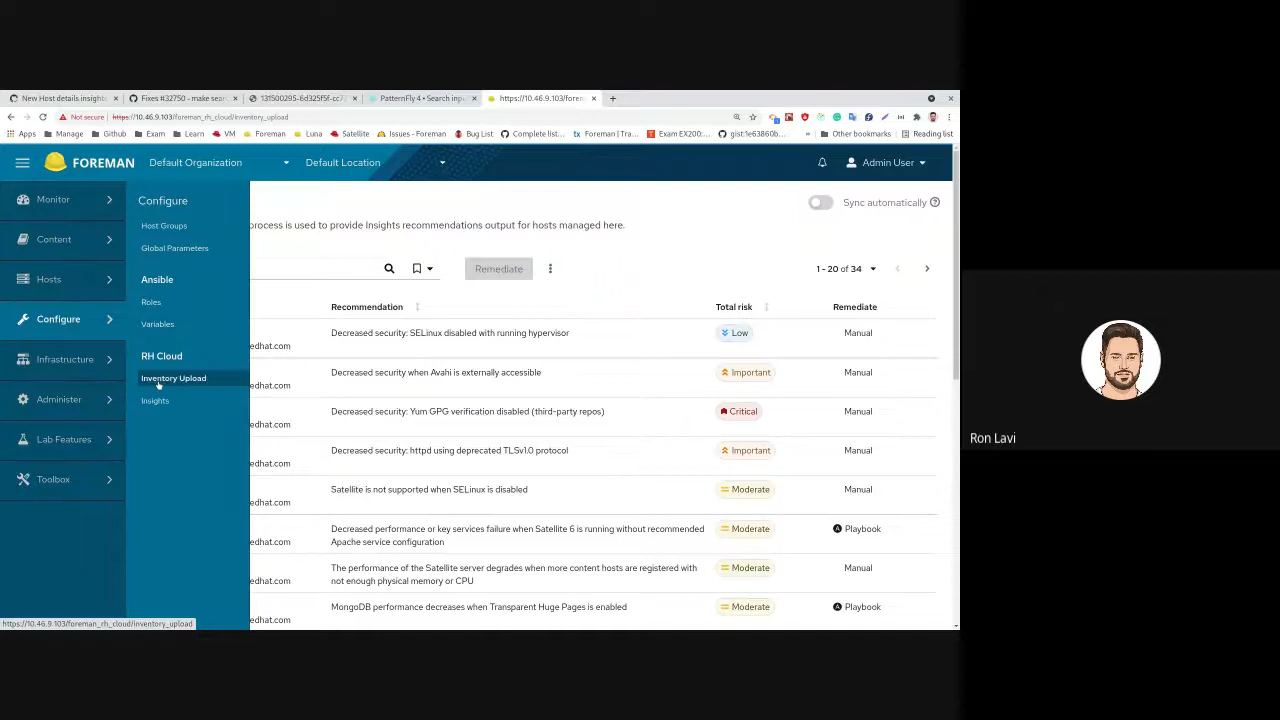 New Host details insights
Fixes #32750 - make sear
131500295-6d325f5f-cc7
PatternFly 4 • Search inp
https://10.46.9.103/forem
Not secure
https://10.46.9.103/foreman_rh_cloud/inventory_upload
Apps
Manage
Github
Exam
Learn
VM
Foreman
Luna
Satellite
Issues - Foreman
Bug List
Complete list...
Foreman | Tra...
Exam EX200:...
gist:1e63860b...
»
Other bookmarks
Reading list
FOREMAN
Default Organization
Default Location
Admin User
Monitor
Content
Hosts
Configure
Infrastructure
Administer
Lab Features
Toolbox
Configure
Host Groups
Global Parameters
Ansible
Roles
Variables
RH Cloud
Inventory Upload
Insights
Sync automatically
process is used to provide Insights recommendations output for hosts managed here.
Remediate
1 - 20 of 34
Recommendation
Total risk
Remediate
Decreased security: SELinux disabled with running hypervisor
Low
Manual
edhat.com
Decreased security when Avahi is externally accessible
Important
Manual
edhat.com
Decreased security: Yum GPG verification disabled (third-party repos)
Critical
Manual
edhat.com
Decreased security: httpd using deprecated TLSv1.0 protocol
Important
Manual
edhat.com
Satellite is not supported when SELinux is disabled
Moderate
Manual
edhat.com
Decreased performance or key services failure when Satellite 6 is running without recommended
Apache service configuration
Moderate
Playbook
edhat.com
The performance of the Satellite server degrades when more content hosts are registered with
not enough physical memory or CPU
Moderate
Manual
edhat.com
MongoDB performance decreases when Transparent Huge Pages is enabled
Moderate
Playbook
edhat.com
https://10.46.9.103/foreman_rh_cloud/inventory_upload
Ron Lavi